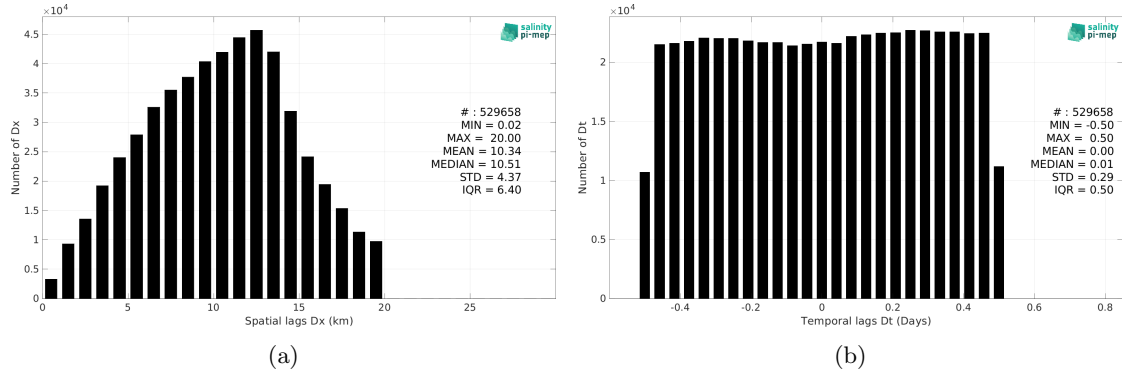 ×10⁴
4.5
4
3.5
3
2.5
2
1.5
1
0.5
0
Number of Dx
0 5 10 15 20 25
Spatial lags Dx (km)
salinity
pi-mep
# : 529658
MIN = 0.02
MAX = 20.00
MEAN = 10.34
MEDIAN = 10.51
STD = 4.37
IQR = 6.40
(a)
×10⁴
2
1.5
1
0.5
0
Number of Dt
-0.4 -0.2 0 0.2 0.4 0.6 0.8
Temporal lags Dt (Days)
salinity
pi-mep
# : 529658
MIN = -0.50
MAX = 0.50
MEAN = 0.00
MEDIAN = 0.01
STD = 0.29
IQR = 0.50
(b)